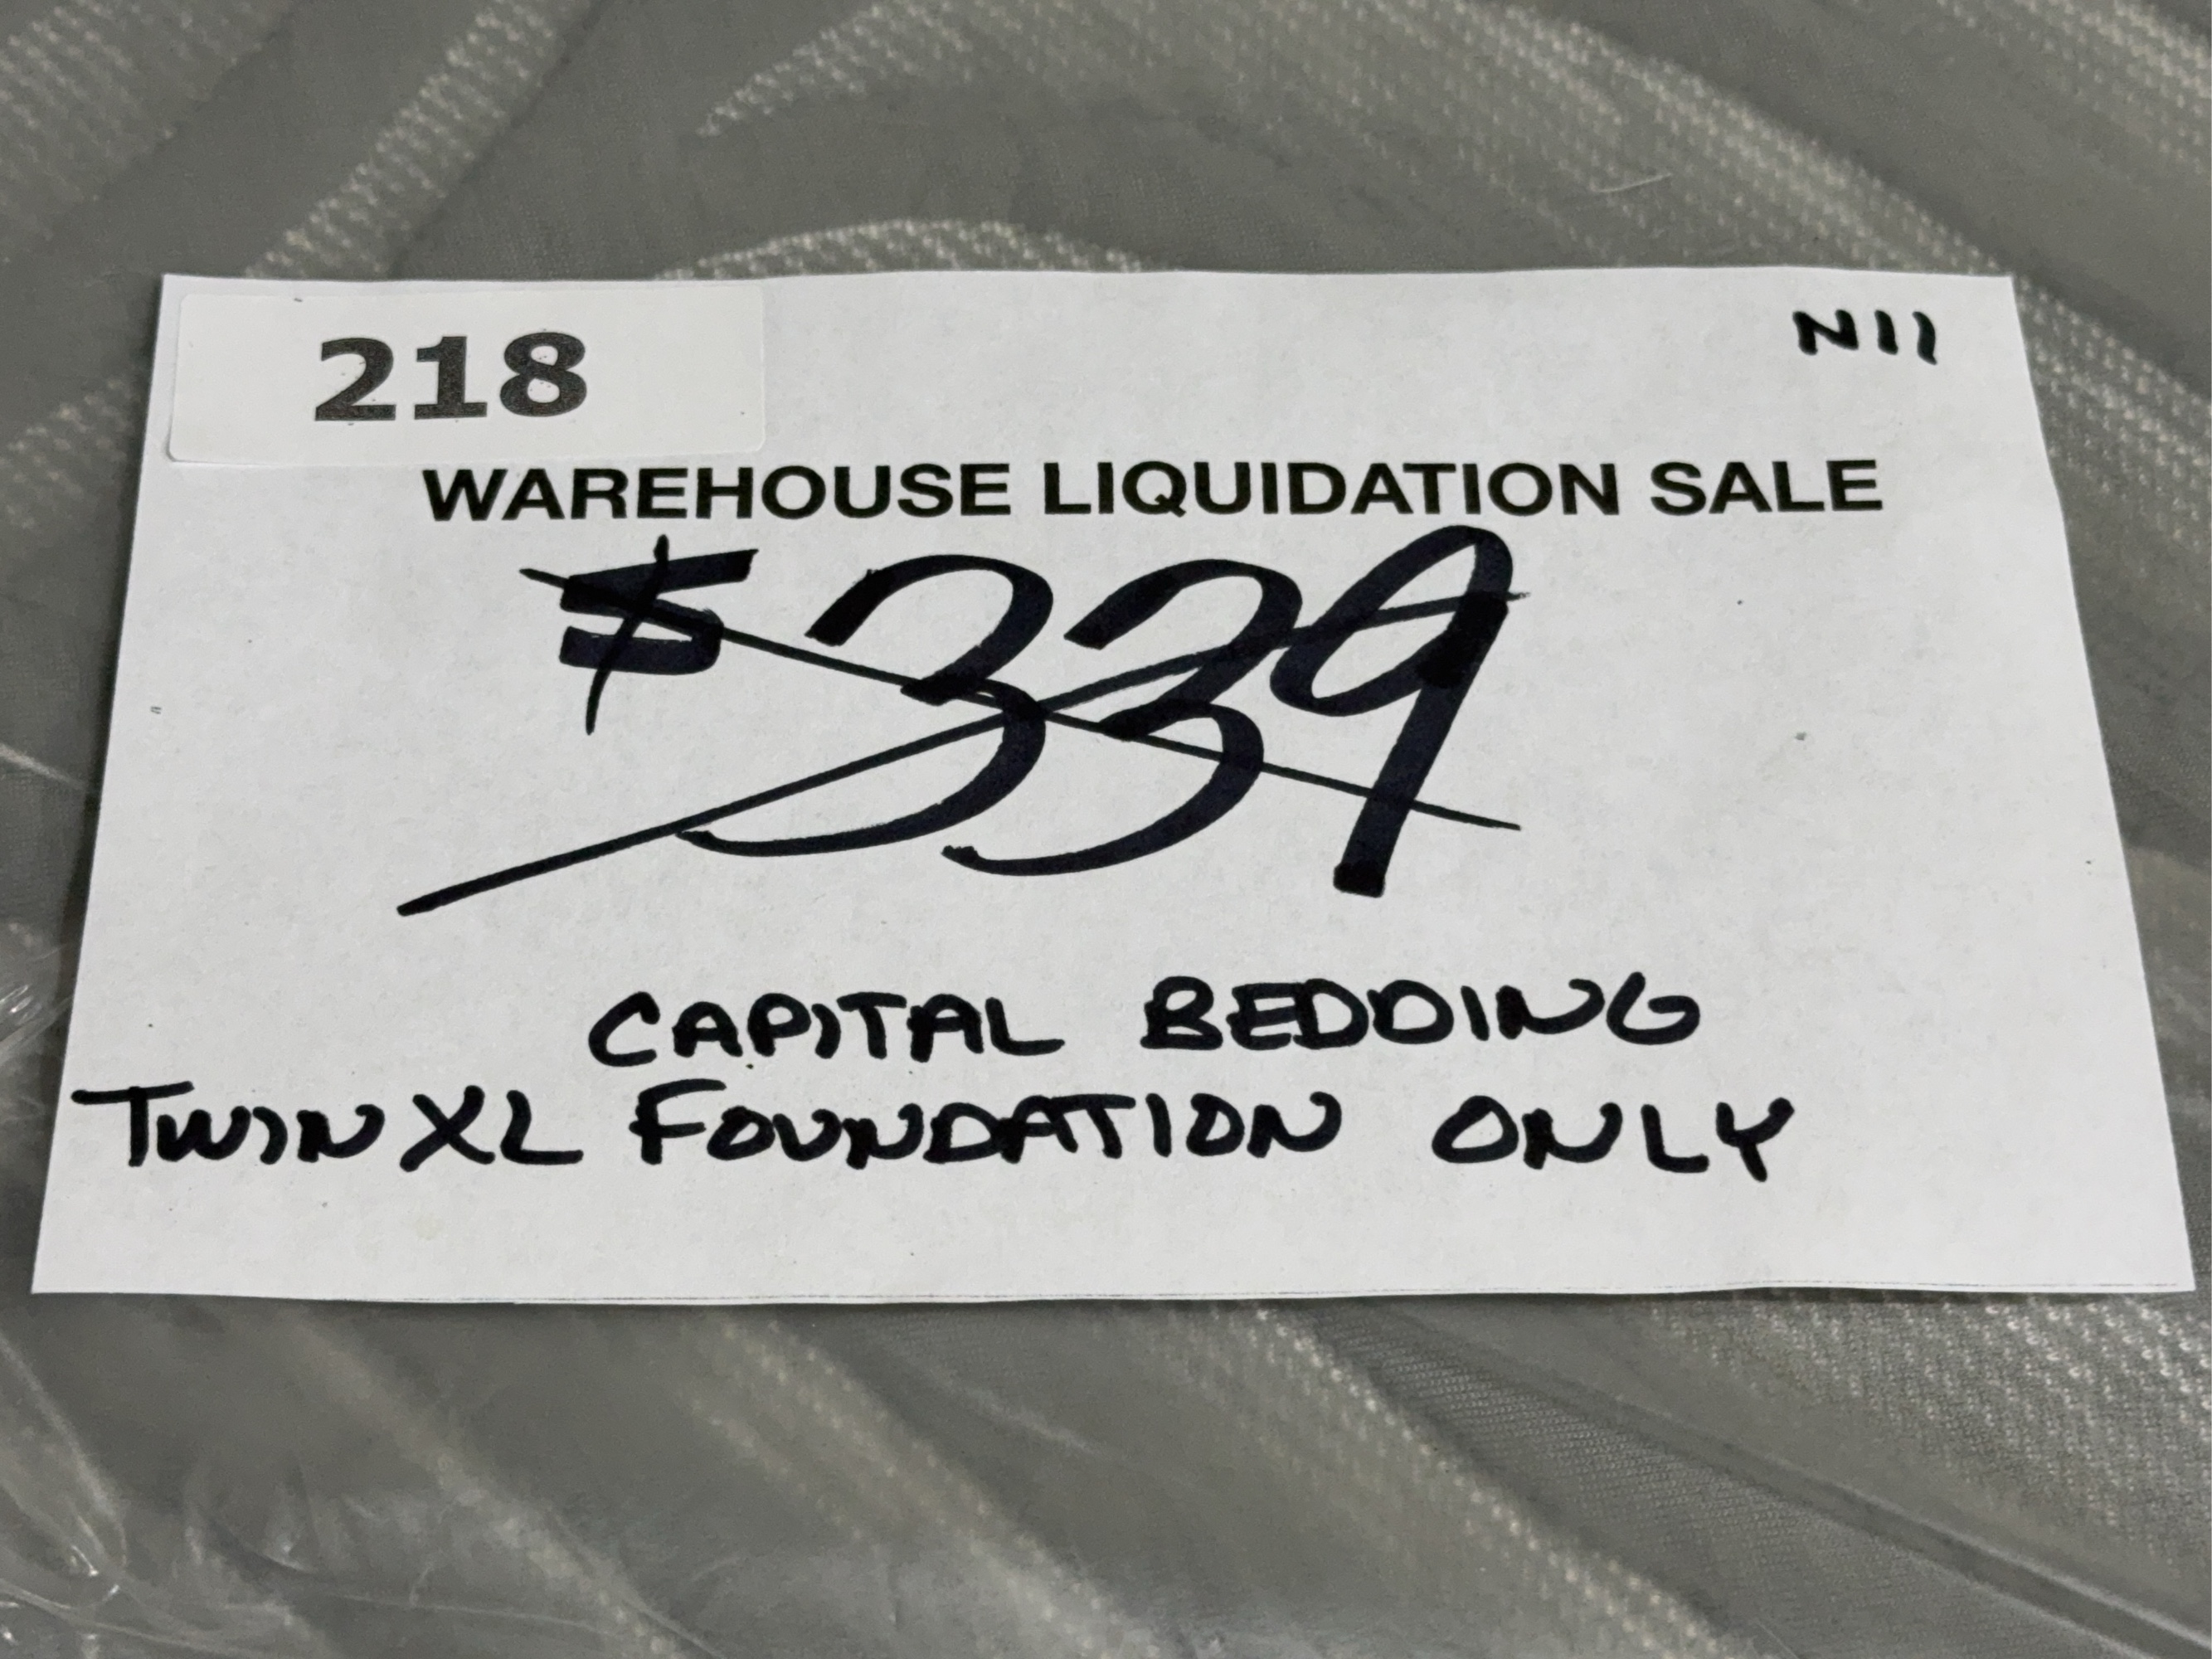 218
N11
WAREHOUSE LIQUIDATION SALE
$339
CAPITAL BEDDING
TWIN XL FOUNDATION ONLY